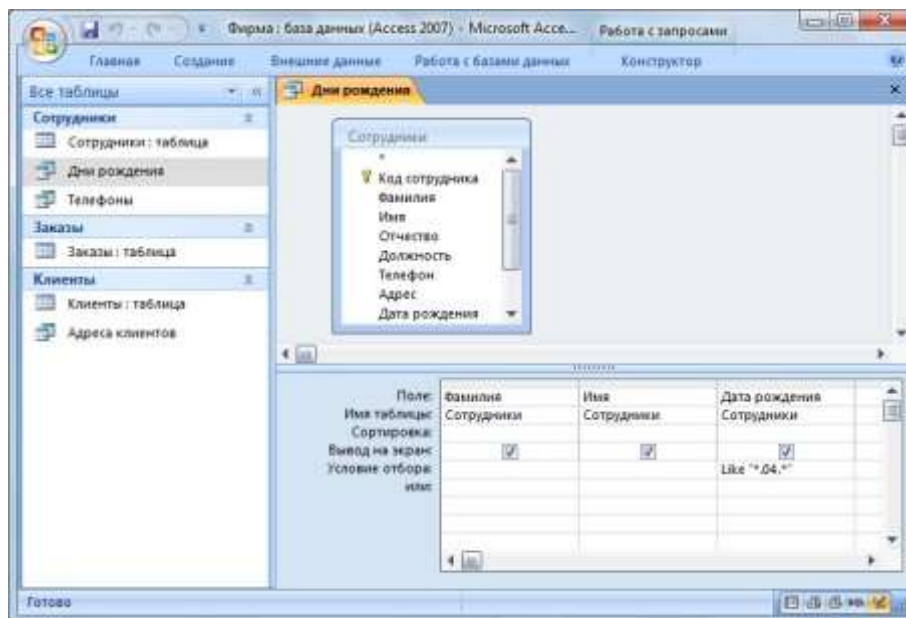 Фирма : база данных (Access 2007) - Microsoft Acce...
Работа с запросами
Главная Создание Внешние данные Работа с базами данных Конструктор
Все таблицы
Дни рождения
Сотрудники
Сотрудники : таблица
Дни рождения
Телефоны
Заказы
Заказы : таблица
Клиенты
Клиенты : таблица
Адреса клиентов
Сотрудники
*
Код сотрудника
Фамилия
Имя
Отчество
Должность
Телефон
Адрес
Дата рождения
Поле: Фамилия Имя Дата рождения
Имя таблицы: Сотрудники Сотрудники Сотрудники
Сортировка:
Вывод на экран:
Условие отбора: Like "*.04.*"
или:
Готово